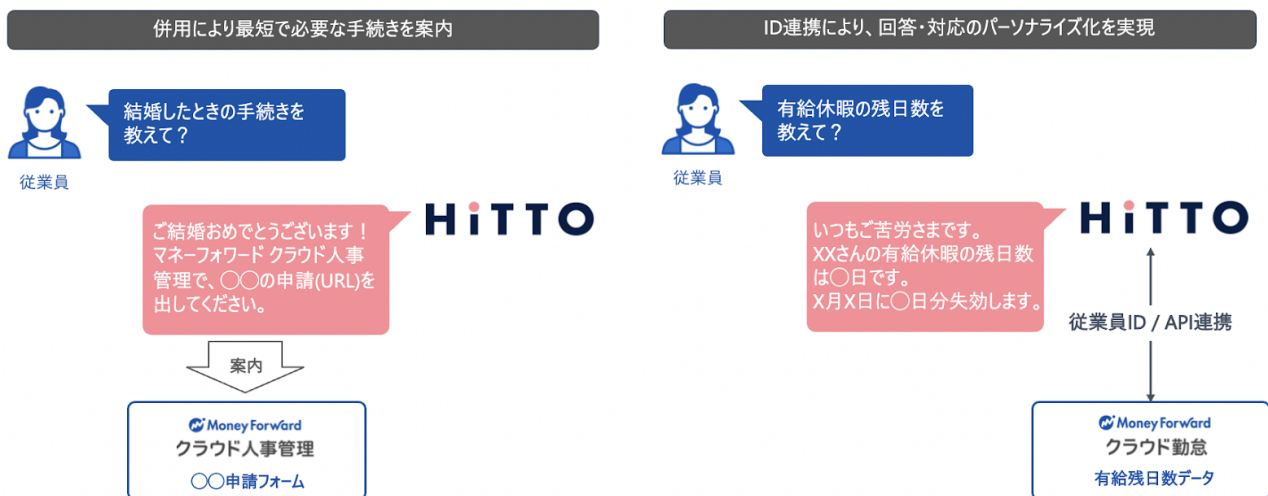 併用により最短で必要な手続きを案内
結婚したときの手続きを
教えて？
従業員
HiTTO
ご結婚おめでとうございます！
マネーフォワード クラウド人事
管理で、〇〇の申請(URL)を
出してください。
案内
Money Forward
クラウド人事管理
〇〇申請フォーム
ID連携により、回答・対応のパーソナライズ化を実現
有給休暇の残日数を
教えて？
従業員
HiTTO
いつもご苦労さまです。
XXさんの有給休暇の残日数
は〇日です。
X月X日に〇日分失効します。
従業員ID / API連携
Money Forward
クラウド勤怠
有給残日数データ